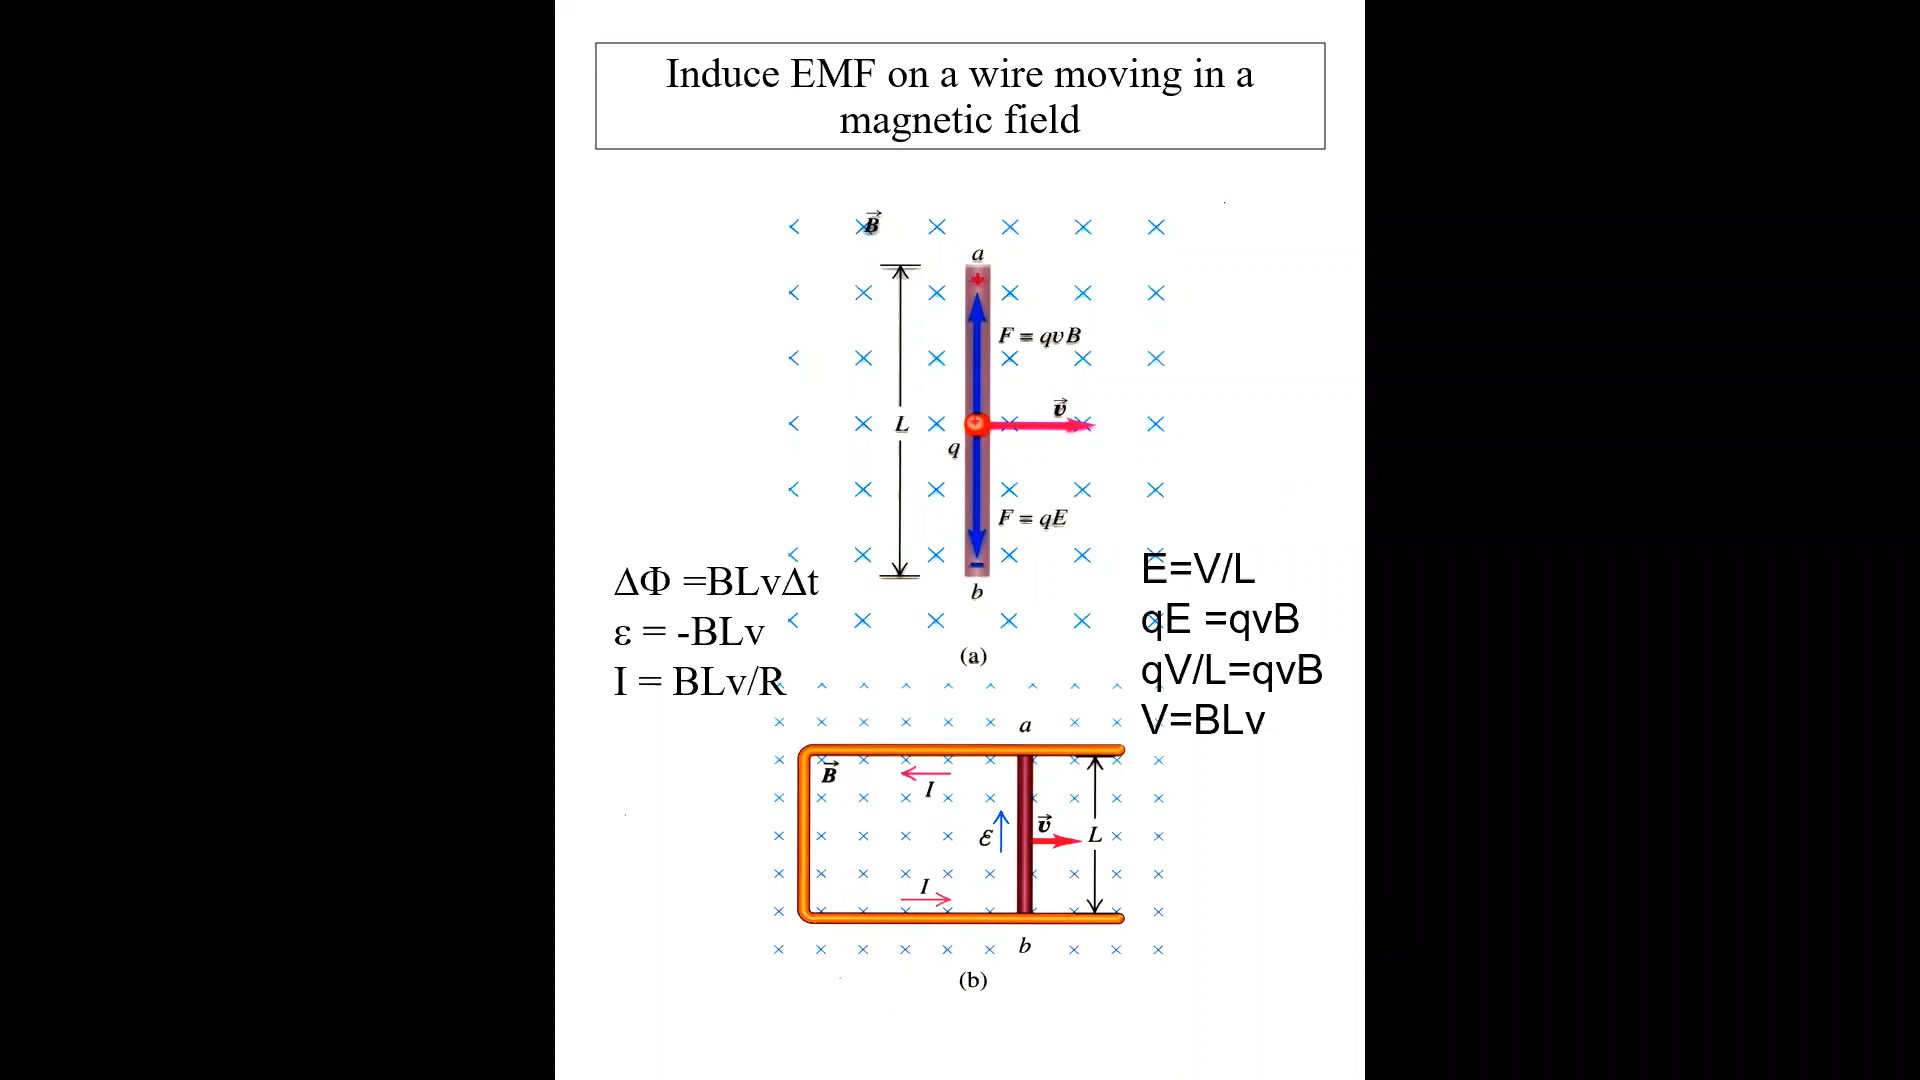 Induce EMF on a wire moving in a
magnetic field
B
a
+
F = qvB
v
L
+
q
F = qE
-
b
(a)
ΔΦ =BLvΔt
ε = -BLv
I = BLv/R
E=V/L
qE =qvB
qV/L=qvB
V=BLv
a
B
I
v
ε
L
I
b
(b)